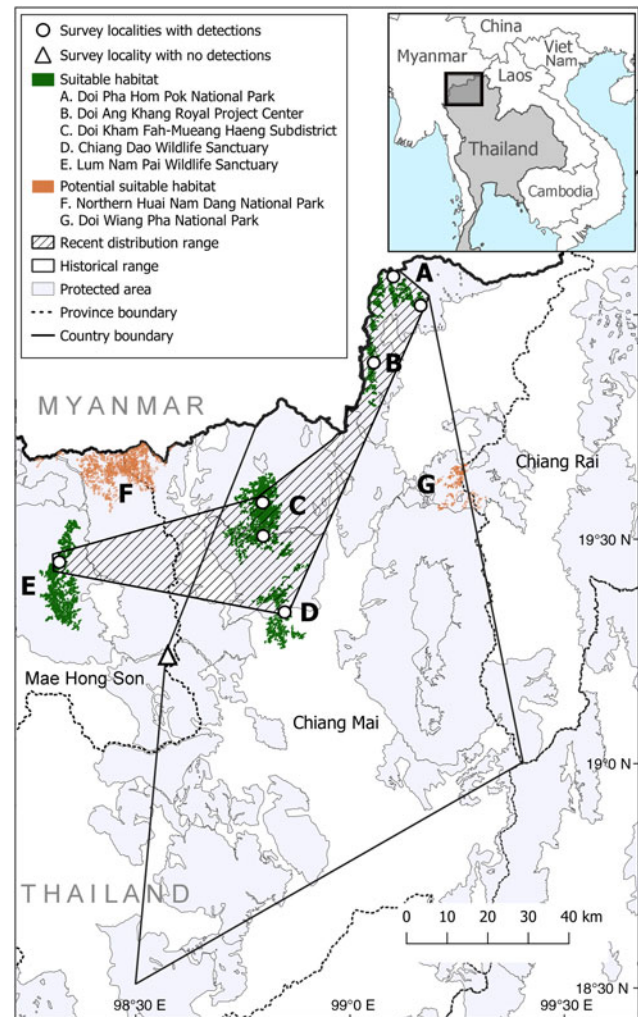 Survey localities with detections
Survey locality with no detections
Suitable habitat
A. Doi Pha Hom Pok National Park
B. Doi Ang Khang Royal Project Center
C. Doi Kham Fah-Mueang Haeng Subdistrict
D. Chiang Dao Wildlife Sanctuary
E. Lum Nam Pai Wildlife Sanctuary
Potential suitable habitat
F. Northern Huai Nam Dang National Park
G. Doi Wiang Pha National Park
Recent distribution range
Historical range
Protected area
Province boundary
Country boundary
China
Myanmar
Viet
Nam
Laos
Thailand
Cambodia
A
B
MYANMAR
Chiang Rai
F
G
C
19°30 N
E
D
Mae Hong Son
Chiang Mai
19°0 N
THAILAND
0 10 20 30 40 km
18°30 N
98°30 E
99°0 E
99°30 E